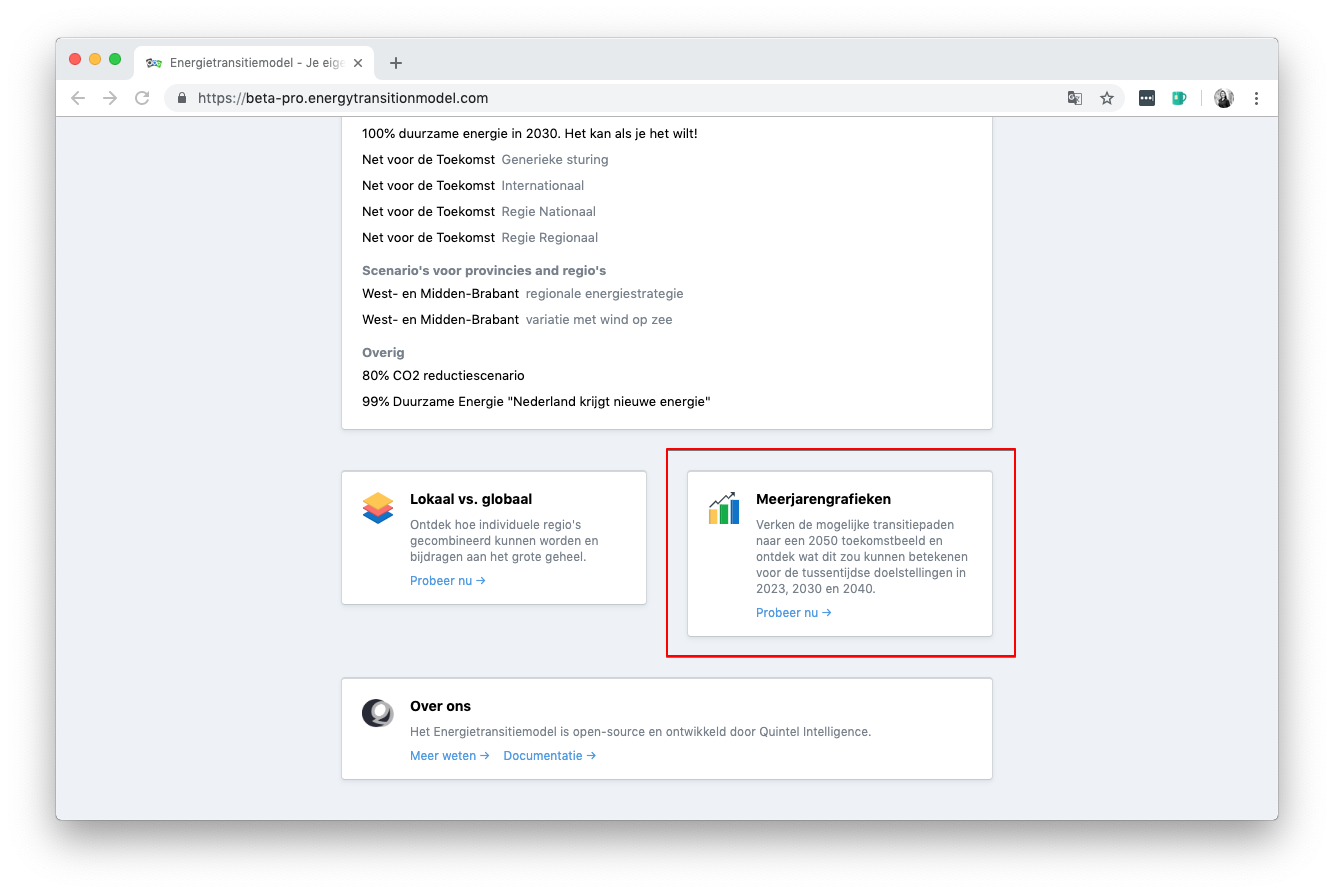 Energietransitiemodel - Je eige
https://beta-pro.energytransitionmodel.com
100% duurzame energie in 2030. Het kan als je het wilt!
Net voor de Toekomst Generieke sturing
Net voor de Toekomst Internationaal
Net voor de Toekomst Regie Nationaal
Net voor de Toekomst Regie Regionaal
Scenario's voor provincies and regio's
West- en Midden-Brabant regionale energiestrategie
West- en Midden-Brabant variatie met wind op zee
Overig
80% CO2 reductiescenario
99% Duurzame Energie "Nederland krijgt nieuwe energie"
Lokaal vs. globaal
Ontdek hoe individuele regio's
gecombineerd kunnen worden en
bijdragen aan het grote geheel.
Probeer nu →
Meerjarengrafieken
Verken de mogelijke transitiepaden
naar een 2050 toekomstbeeld en
ontdek wat dit zou kunnen betekenen
voor de tussentijdse doelstellingen in
2023, 2030 en 2040.
Probeer nu →
Over ons
Het Energietransitiemodel is open-source en ontwikkeld door Quintel Intelligence.
Meer weten → Documentatie →